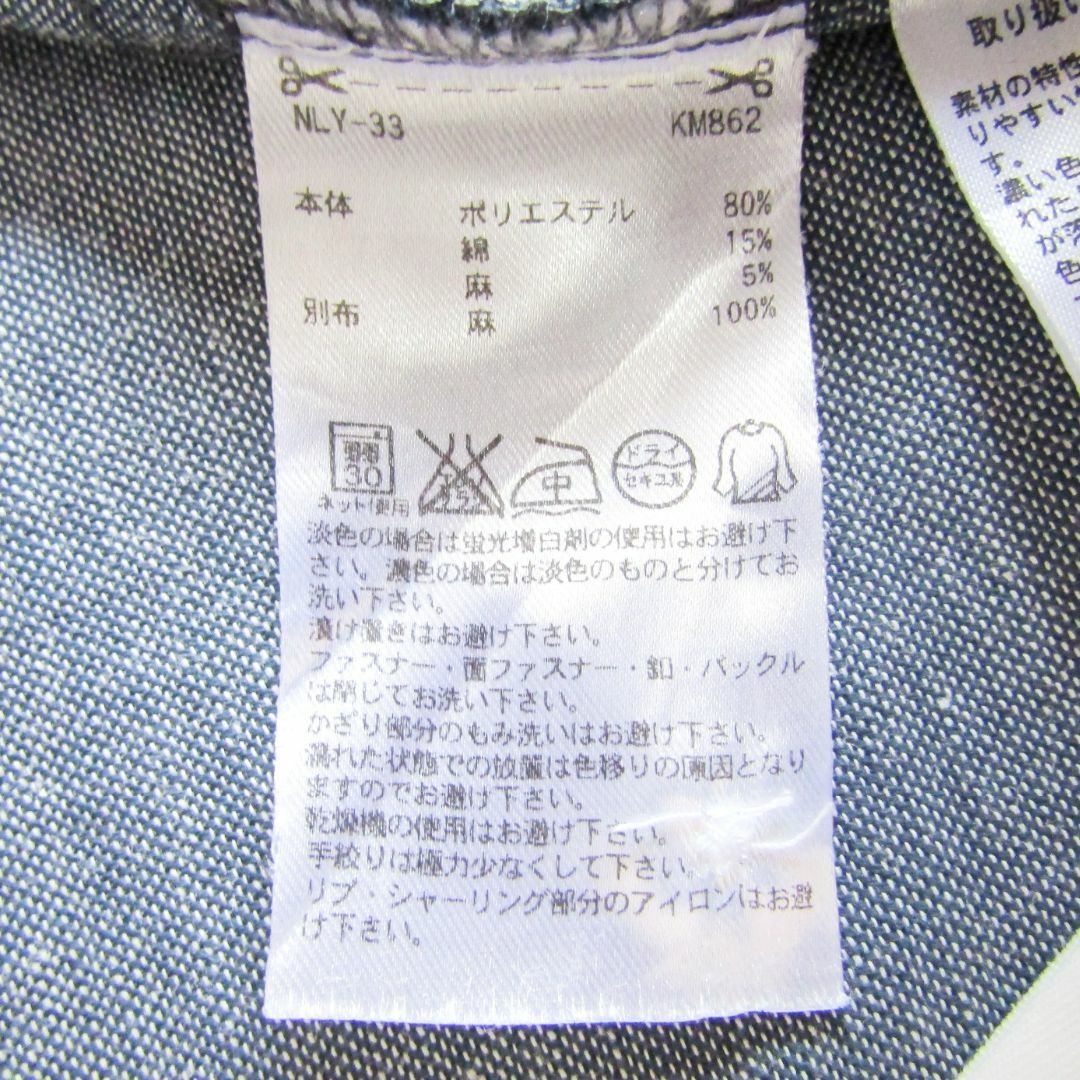 NLY-33 KM862
本体 ポリエステル 80%
綿 15%
麻 5%
別布 麻 100%
30
ネット使用
エンソ
中
ドライ
セキユ系
淡色の場合は蛍光増白剤の使用はお避け下
さい。濃色の場合は淡色のものと分けてお
洗い下さい。
漬け置きはお避け下さい。
ファスナー・面ファスナー・釦・バックル
は閉じてお洗い下さい。
かざり部分のもみ洗いはお避け下さい。
濡れた状態での放置は色移りの原因となり
ますのでお避け下さい。
乾燥機の使用はお避け下さい。
手絞りは極力少なくして下さい。
リブ・シャーリング部分のアイロンはお避
け下さい。
取り扱い
素材の特性
りやすい
す。
濃い色
れた
が落
色